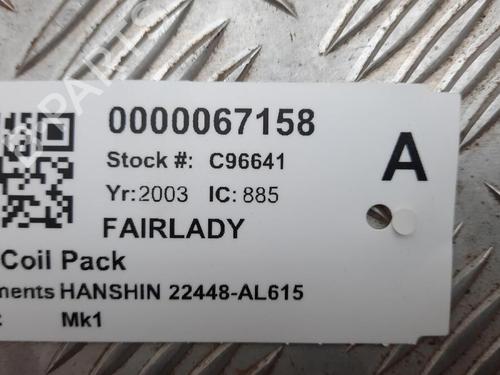 0000067158
A
Stock #: C96641
Yr:2003 IC: 885
FAIRLADY
Coil Pack
ments HANSHIN 22448-AL615
Mk1